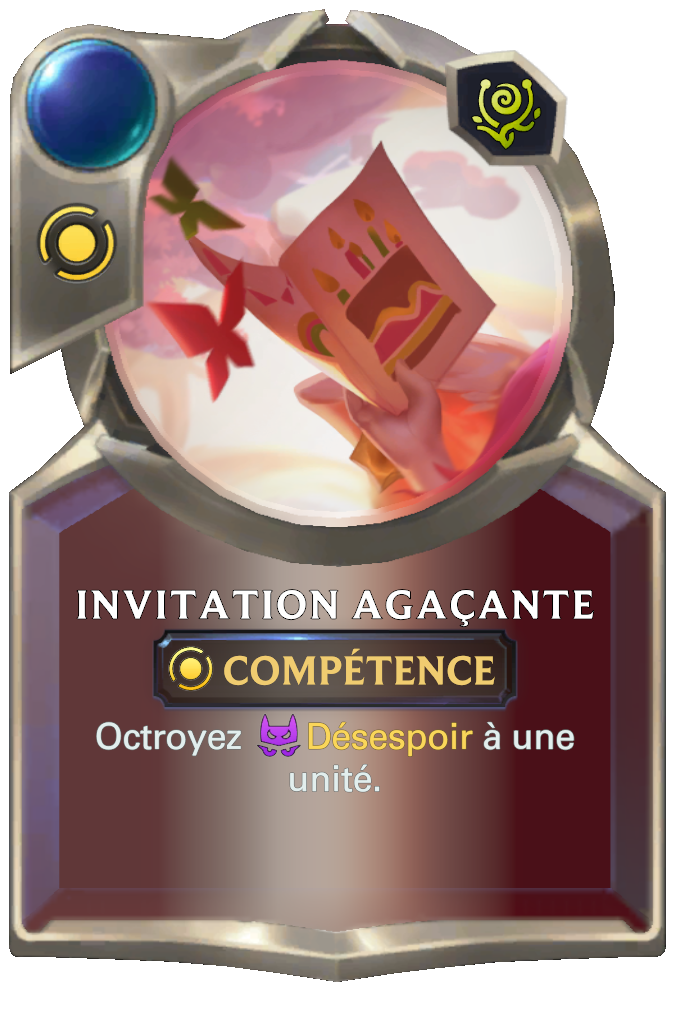 INVITATION AGAÇANTE
COMPÉTENCE
Octroyez Désespoir à une
unité.